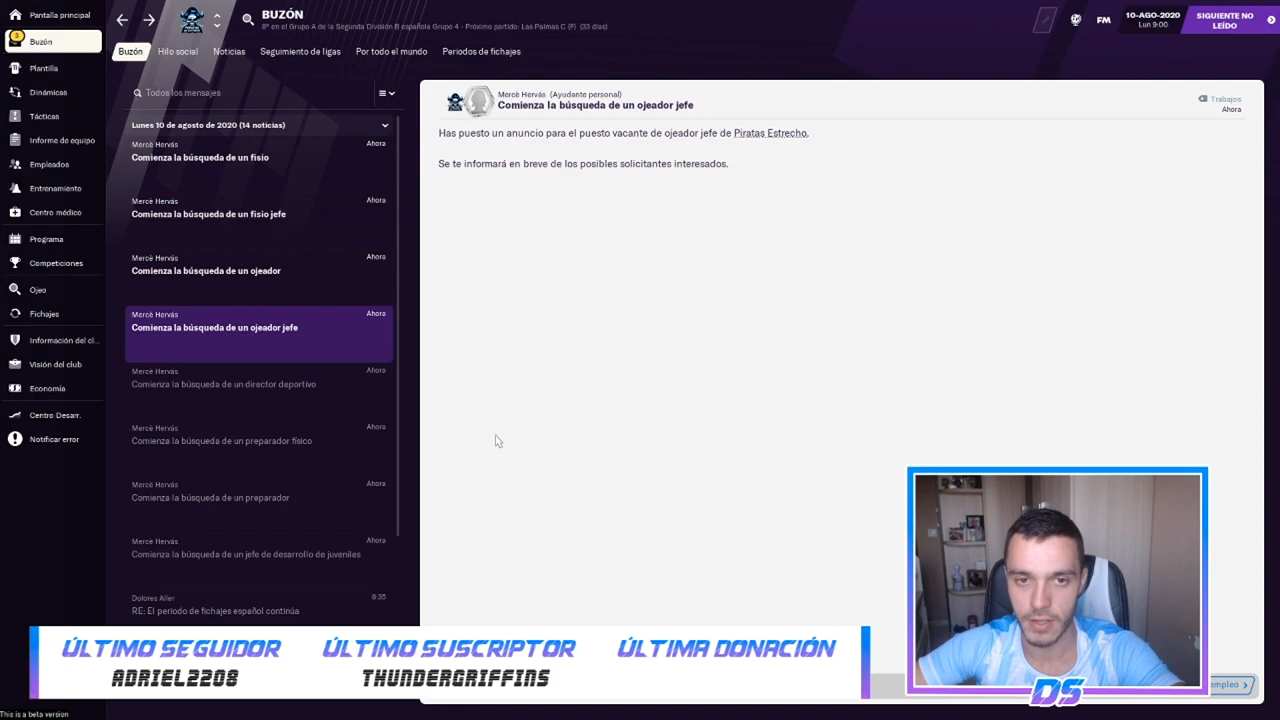 Pantalla principal
3
Buzón
Plantilla
Dinámicas
Tácticas
Informe de equipo
Empleados
Entrenamiento
Centro médico
Programa
Competiciones
Ojeo
Fichajes
Información del cl...
Visión del club
Economía
Centro Desarr.
Notificar error
BUZÓN
8º en el Grupo A de la Segunda División B española Grupo 4 - Próximo partido: Las Palmas C (F) (33 días)
FM
10-AGO-2020
Lun 9:00
SIGUIENTE NO LEÍDO
Buzón Hilo social Noticias Seguimiento de ligas Por todo el mundo Periodos de fichajes
Todos los mensajes
Lunes 10 de agosto de 2020 (14 noticias)
Mercè Hervás Ahora
Comienza la búsqueda de un fisio
Mercè Hervás Ahora
Comienza la búsqueda de un fisio jefe
Mercè Hervás Ahora
Comienza la búsqueda de un ojeador
Mercè Hervás Ahora
Comienza la búsqueda de un ojeador jefe
Mercè Hervás Ahora
Comienza la búsqueda de un director deportivo
Mercè Hervás Ahora
Comienza la búsqueda de un preparador físico
Mercè Hervás Ahora
Comienza la búsqueda de un preparador
Mercè Hervás Ahora
Comienza la búsqueda de un jefe de desarrollo de juveniles
Dolores Aller 8:35
RE: El periodo de fichajes español continúa
Mercè Hervás (Ayudante personal)
Comienza la búsqueda de un ojeador jefe
Trabajos
Ahora
Has puesto un anuncio para el puesto vacante de ojeador jefe de Piratas Estrecho.
Se te informará en breve de los posibles solicitantes interesados.
ÚLTIMO SEGUIDOR ÚLTIMO SUSCRIPTOR ÚLTIMA DONACIÓN
ADRIEL2208 THUNDERGRIFFINS
DS
empleo
This is a beta version